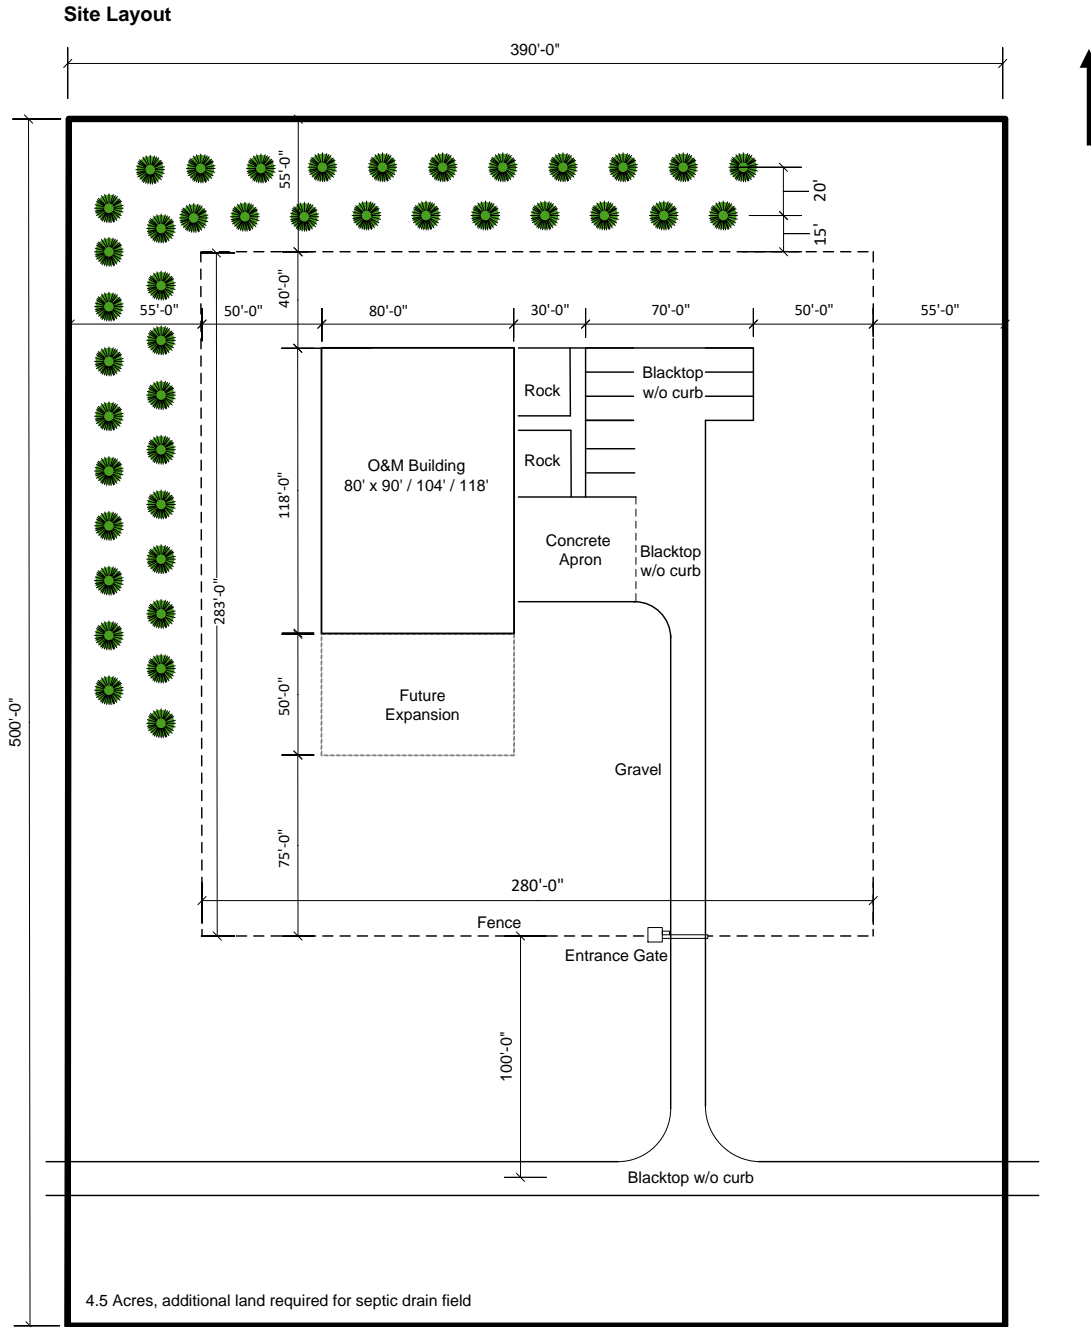 Site Layout
390'-0"
55'-0"
20'
15'
40'-0"
55'-0"
50'-0"
80'-0"
30'-0"
70'-0"
50'-0"
55'-0"
Rock
Blacktop
w/o curb
O&M Building
80' x 90' / 104' / 118'
Rock
118'-0"
Concrete
Apron
Blacktop
w/o curb
283'-0"
50'-0"
Future
Expansion
500'-0"
Gravel
75'-0"
280'-0"
Fence
Entrance Gate
100'-0"
Blacktop w/o curb
4.5 Acres, additional land required for septic drain field